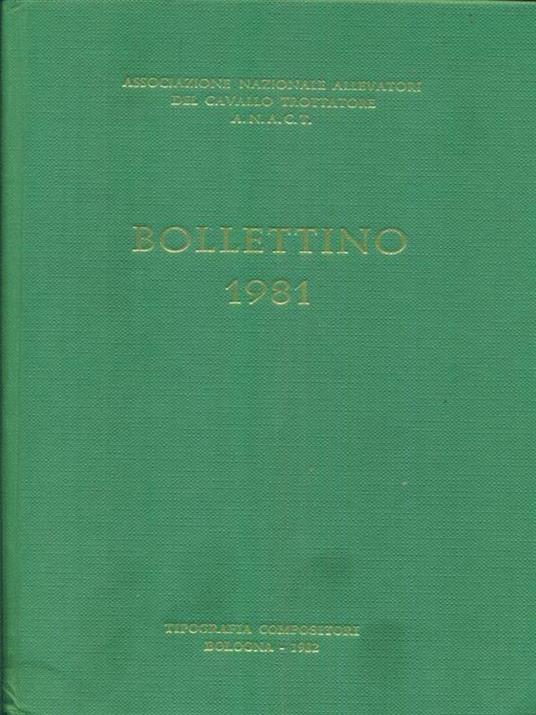 ASSOCIAZIONE NAZIONALE ALLEVATORI
DEL CAVALLO TROTTATORE
A.N.A.C.T.
BOLLETTINO
1981
TIPOGRAFIA COMPOSITORI
BOLOGNA - 1982